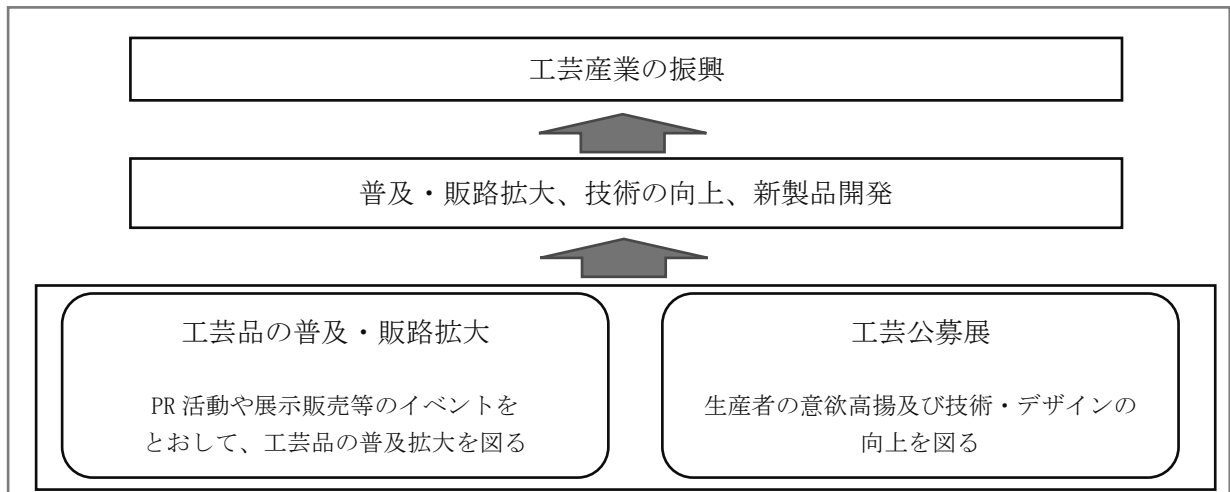 工芸産業の振興
普及・販路拡大、技術の向上、新製品開発
工芸品の普及・販路拡大
PR 活動や展示販売等のイベントを
とおして、工芸品の普及拡大を図る
工芸公募展
生産者の意欲高揚及び技術・デザインの
向上を図る